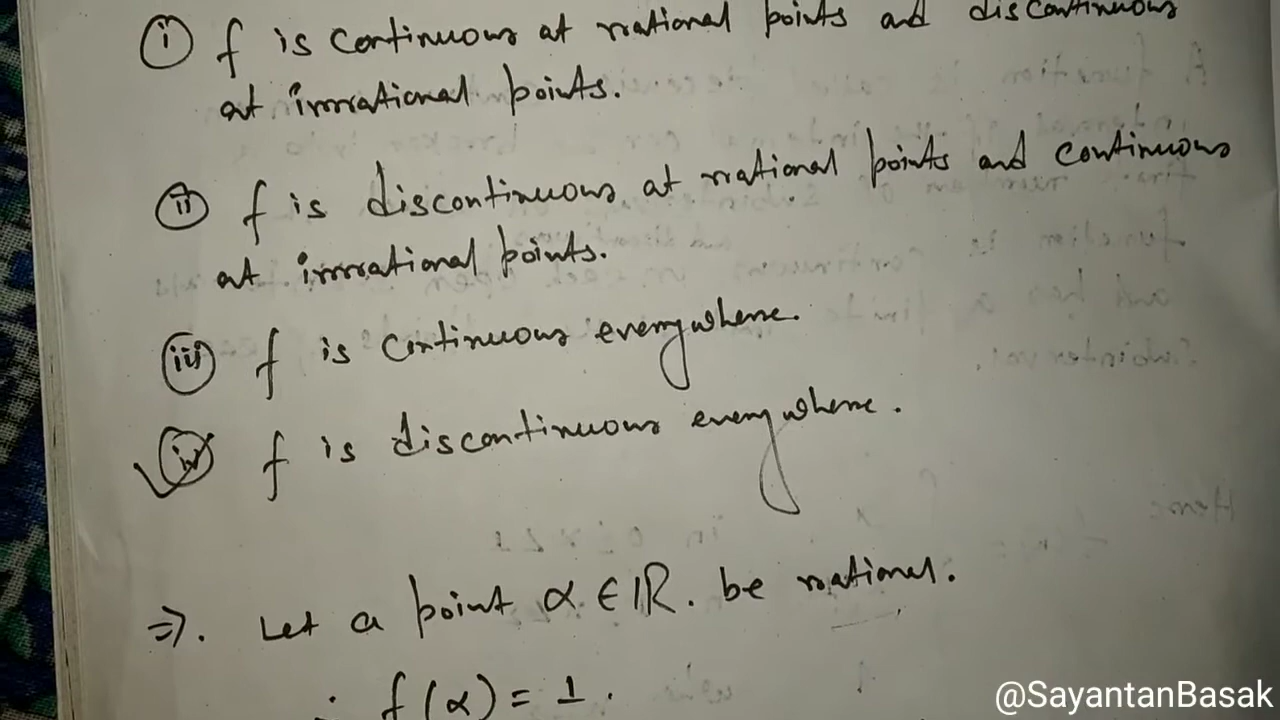 (i) f is continuous at rational points and discontinuous
at irrational points.
(ii) f is discontinuous at rational points and continuous
at irrational points.
(iii) f is continuous everywhere.
(iv) f is discontinuous everywhere.
⇒. Let a point α ∈ ℝ. be rational.
∴ f(α) = 1.
@SayantanBasak